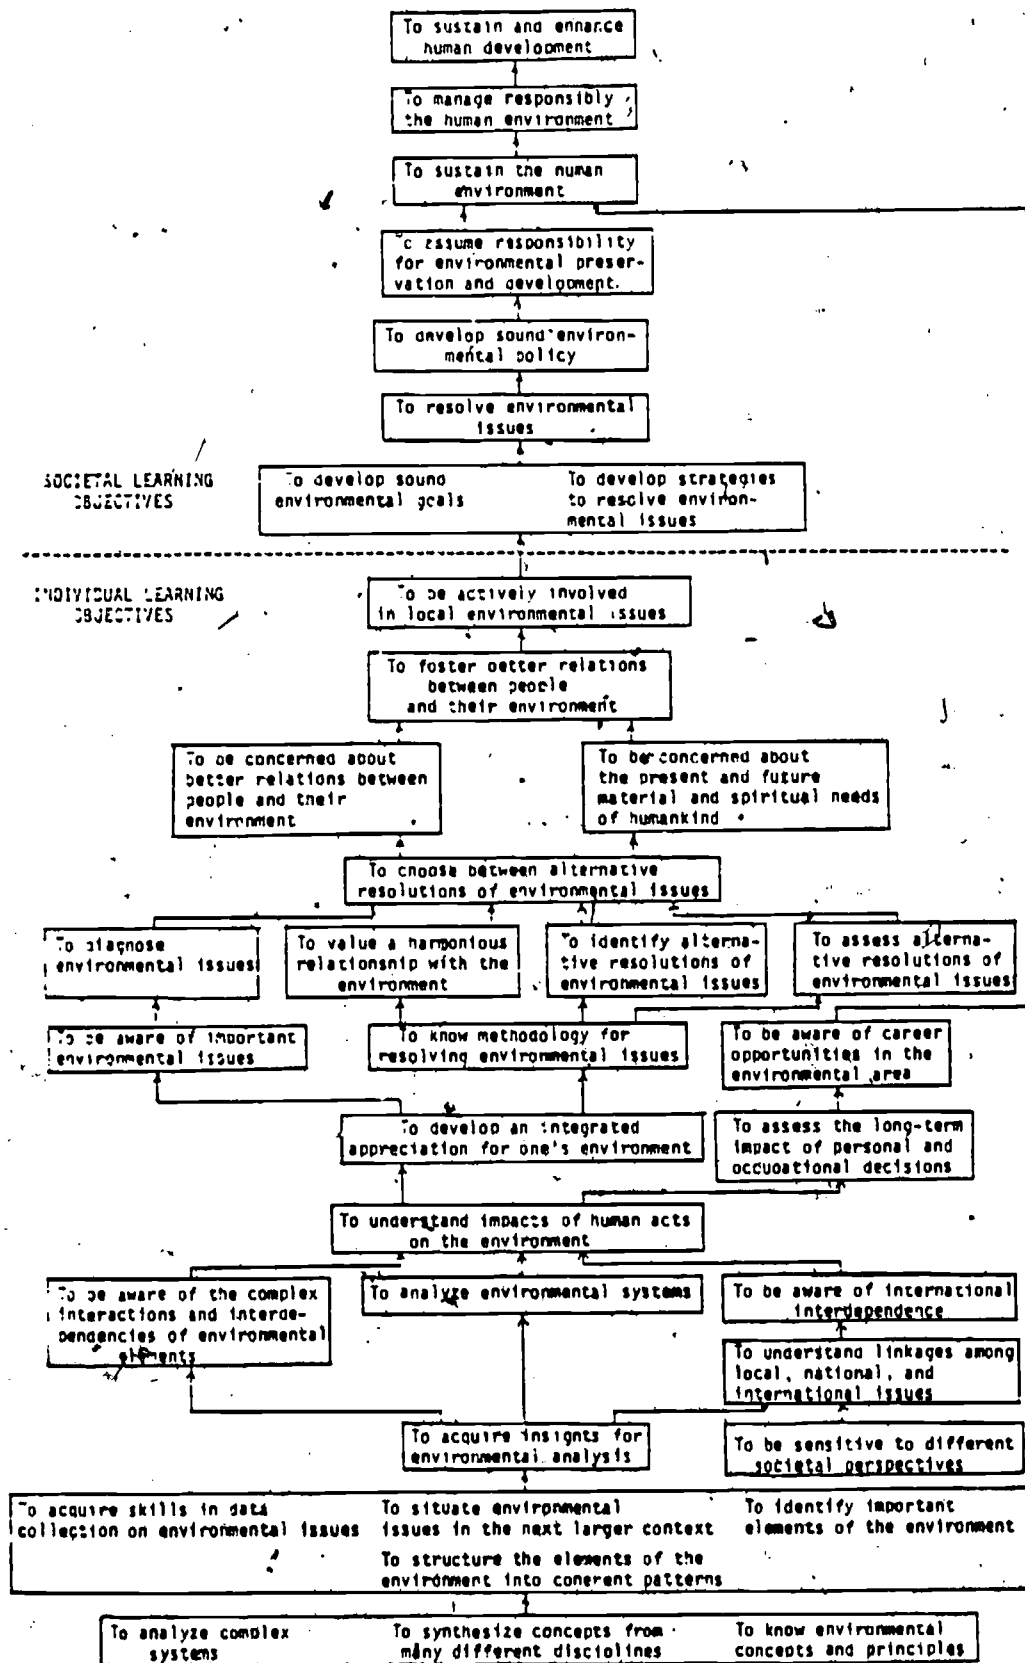 To sustain and enhance
human development
To manage responsibly
the human environment
To sustain the human
environment
To assume responsibility
for environmental preser-
vation and development.
To develop sound environ-
mental policy
To resolve environmental
issues
SOCIETAL LEARNING
OBJECTIVES
To develop sound
environmental goals
To develop strategies
to resolve environ-
mental issues
INDIVIDUAL LEARNING
OBJECTIVES
To be actively involved
in local environmental issues
To foster better relations
between people
and their environment
To be concerned about
better relations between
people and their
environment
To be concerned about
the present and future
material and spiritual needs
of humankind
To choose between alternative
resolutions of environmental issues
To diagnose
environmental issues
To value a harmonious
relationship with the
environment
To identify alterna-
tive resolutions of
environmental issues
To assess alterna-
tive resolutions of
environmental issues
To be aware of important
environmental issues
To know methodology for
resolving environmental issues
To be aware of career
opportunities in the
environmental area
To develop an integrated
appreciation for one's environment
To assess the long-term
impact of personal and
occupational decisions
To understand impacts of human acts
on the environment
To be aware of the complex
interactions and interde-
pendencies of environmental
elements
To analyze environmental systems
To be aware of international
interdependence
To understand linkages among
local, national, and
international issues
To acquire insights for
environmental analysis
To be sensitive to different
societal perspectives
To acquire skills in data
collection on environmental issues
To situate environmental
issues in the next larger context
To identify important
elements of the environment
To structure the elements of the
environment into coherent patterns
To analyze complex
systems
To synthesize concepts from
many different disciplines
To know environmental
concepts and principles